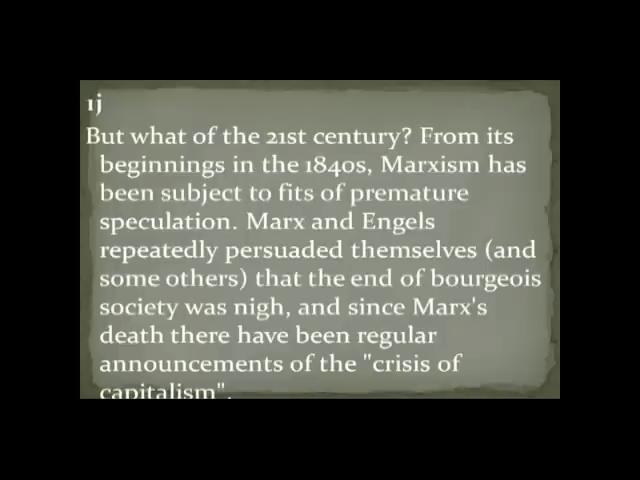 1j
But what of the 21st century? From its
beginnings in the 1840s, Marxism has
been subject to fits of premature
speculation. Marx and Engels
repeatedly persuaded themselves (and
some others) that the end of bourgeois
society was nigh, and since Marx's
death there have been regular
announcements of the "crisis of
capitalism".